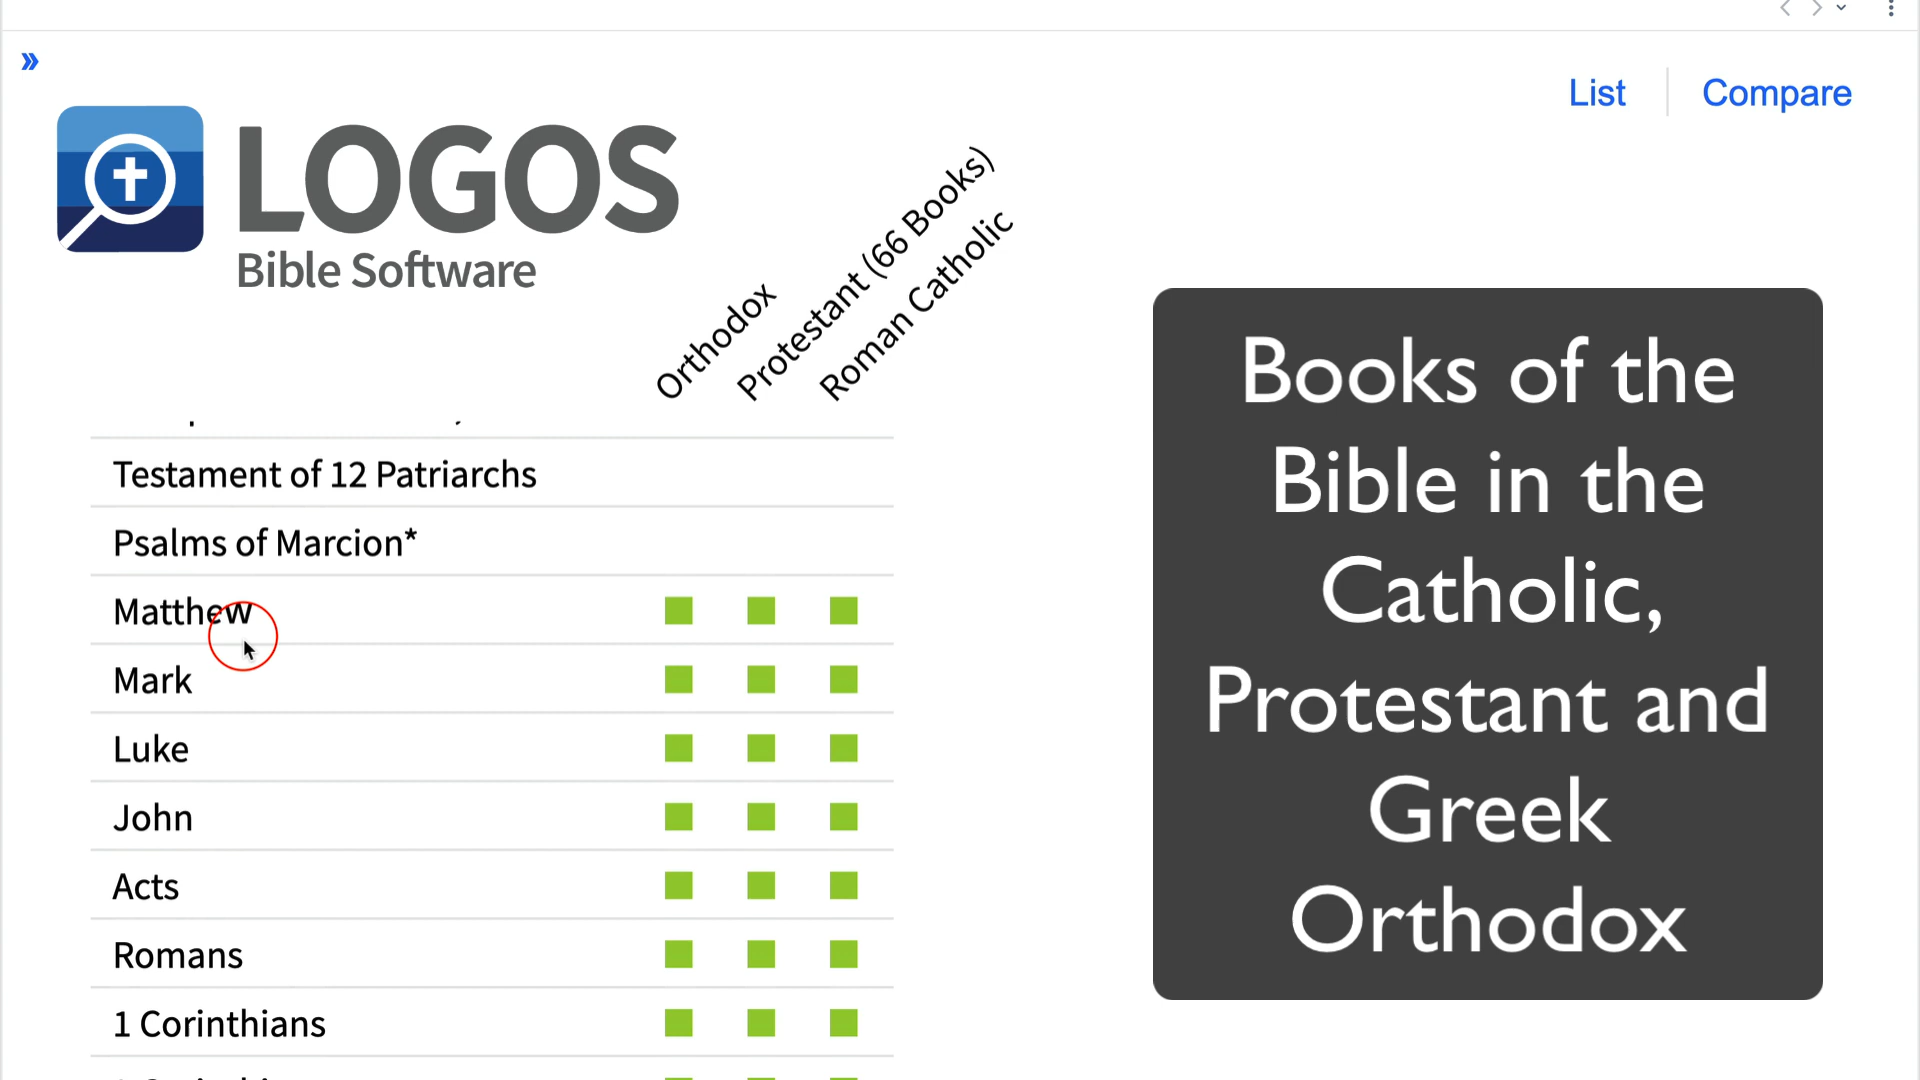 List
Compare
LOGOS
Bible Software
Orthodox
Protestant (66 Books)
Roman Catholic
Testament of 12 Patriarchs
Psalms of Marcion*
Matthew
Mark
Luke
John
Acts
Romans
1 Corinthians
Books of the
Bible in the
Catholic,
Protestant and
Greek
Orthodox